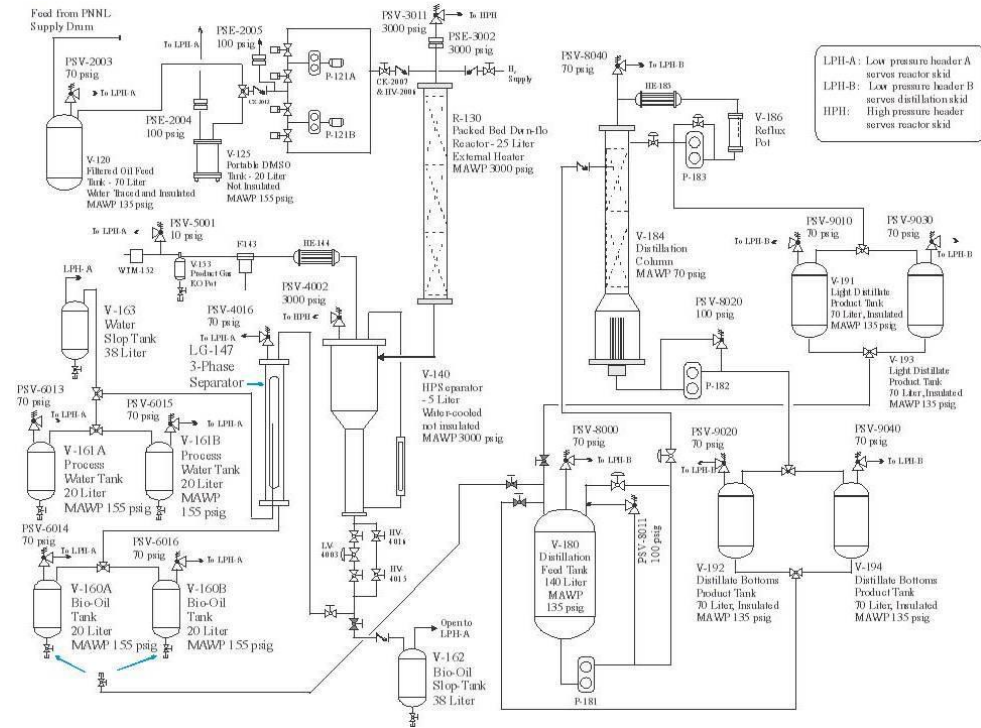 Feed from PNNL
Supply Drum
PSV-2003
70 psig
To LPH-A
To LPH-A
PSE-2004
100 psig
V-120
Filtered Oil Feed
Tank - 70 Liter
Water Traced and Insulated
MAWP 135 psig
V-125
Portable DMSO
Tank - 20 Liter
Not Insulated
MAWP 155 psig
PSE-2005
100 psig
To LPH-A
P-121A
P-121B
PSV-3011
3000 psig
To HPH
PSE-3002
3000 psig
CK-2007
& HV-2006
H2
Supply
R-130
Packed Bed Down-flo
Reactor - 25 Liter
External Heater
MAWP 3000 psig
PSV-8040
70 psig
To LPH-B
HE-185
V-186
Reflux
Pot
P-183
LPH-A: Low pressure header A
serves reactor skid
LPH-B: Low pressure header B
serves distillation skid
HPH: High pressure header
serves reactor skid
V-184
Distillation
Column
MAWP 70 psig
PSV-8020
100 psig
P-182
PSV-9010
70 psig
To LPH-B
PSV-9030
70 psig
To LPH-B
V-191
Light Distillate
Product Tank
70 Liter, Insulated
MAWP 135 psig
V-193
Light Distillate
Product Tank
70 Liter, Insulated
MAWP 135 psig
PSV-5001
10 psig
To LPH-A
WTM-152
V-153
Product Gas
KO Pot
F-143
HE-144
LPH-A
V-163
Water
Slop Tank
38 Liter
PSV-4016
70 psig
To LPH-A
LG-147
3-Phase
Separator
PSV-4002
3000 psig
To HPH
V-140
HP Separator
- 5 Liter
Water-cooled
not insulated
MAWP 3000 psig
PSV-6013
70 psig
To LPH-A
PSV-6015
70 psig
To LPH-A
V-161A
Process
Water Tank
20 Liter
MAWP 155 psig
V-161B
Process
Water Tank
20 Liter
MAWP
155 psig
PSV-6014
70 psig
To LPH-A
PSV-6016
70 psig
To LPH-A
V-160A
Bio-Oil
Tank
20 Liter
MAWP 155 psig
V-160B
Bio-Oil
Tank
20 Liter
MAWP 155 psig
LV-
4003
HV-
4014
HV-
4015
Open to
LPH-A
V-162
Bio-Oil
Slop-Tank
38 Liter
PSV-8000
70 psig
To LPH-B
V-180
Distillation
Feed Tank
140 Liter
MAWP
135 psig
PSV-8011
100 psig
P-181
PSV-9020
70 psig
To LPH-B
PSV-9040
70 psig
To LPH-B
V-192
Distillate Bottoms
Product Tank
70 Liter, Insulated
MAWP 135 psig
V-194
Distillate Bottoms
Product Tank
70 Liter, Insulated
MAWP 135 psig